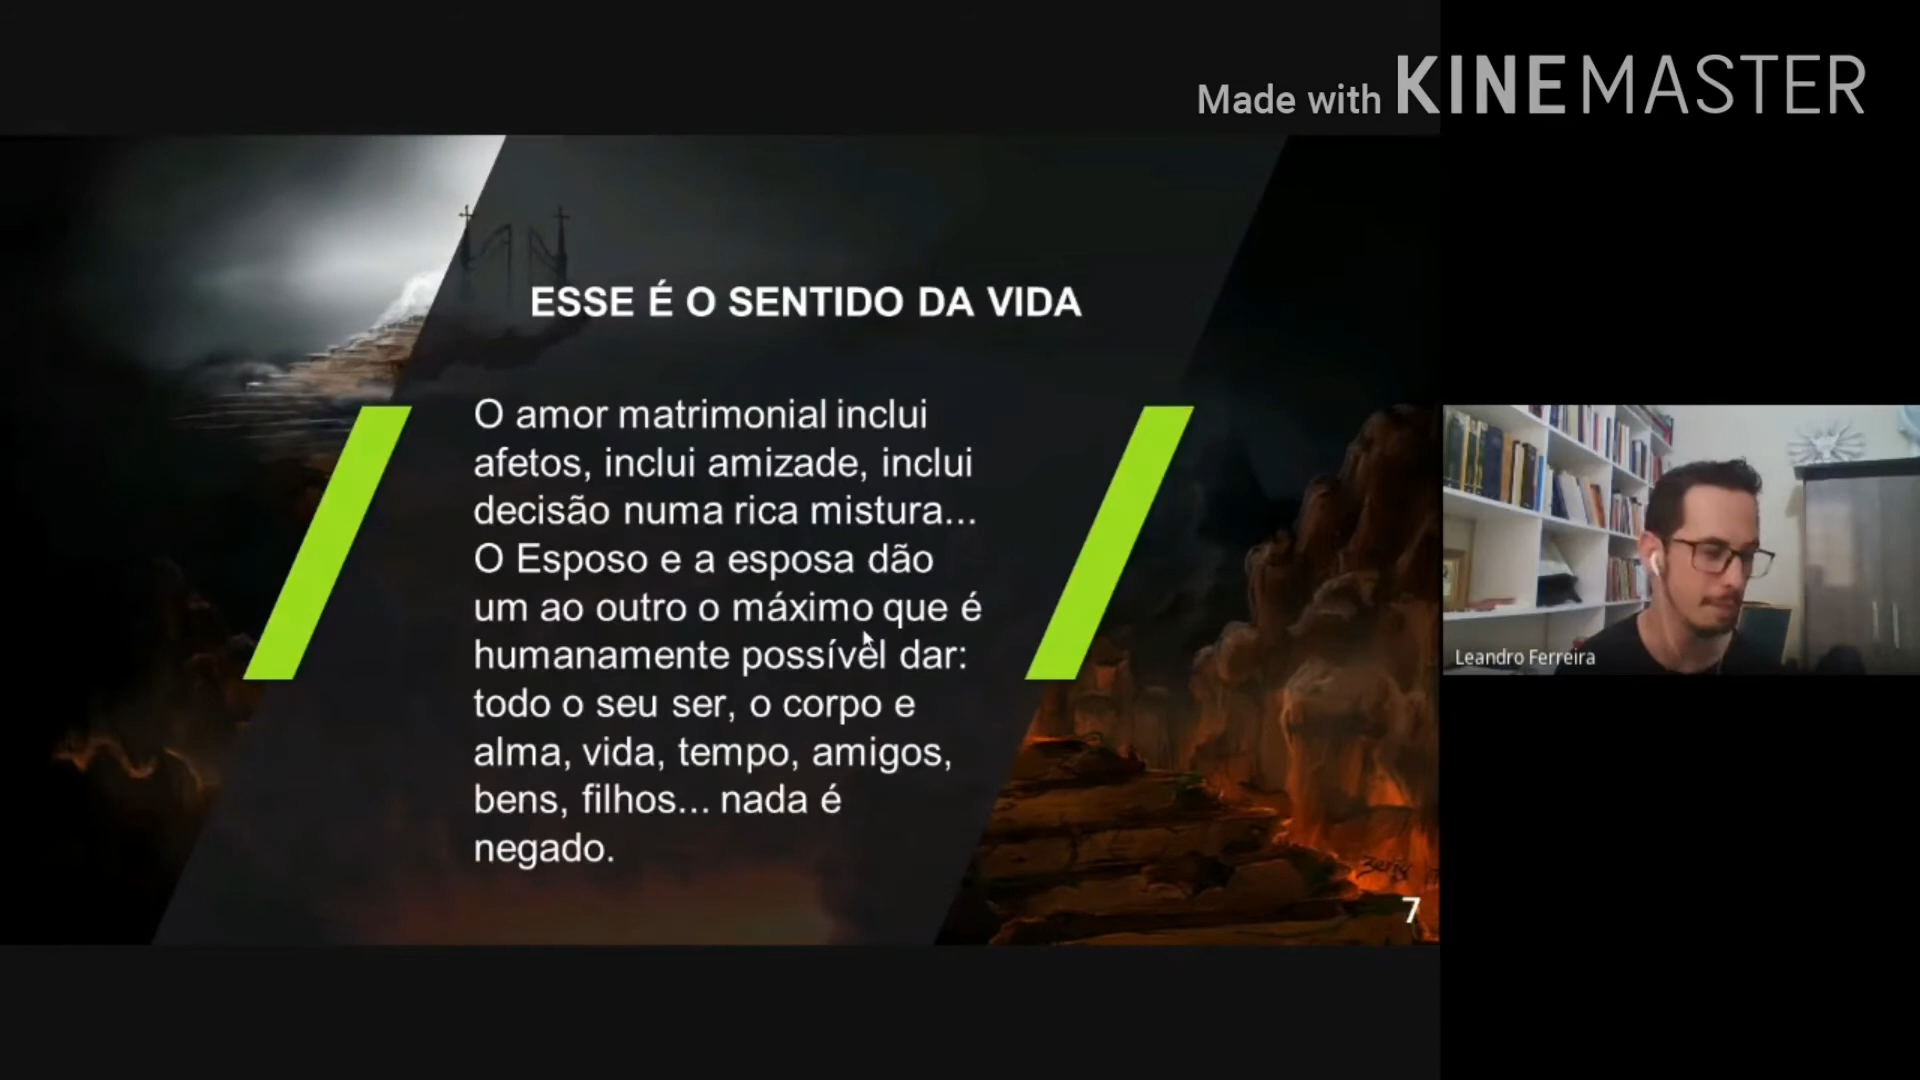 Made with KINEMASTER
ESSE É O SENTIDO DA VIDA
O amor matrimonial inclui
afetos, inclui amizade, inclui
decisão numa rica mistura...
O Esposo e a esposa dão
um ao outro o máximo que é
humanamente possível dar:
todo o seu ser, o corpo e
alma, vida, tempo, amigos,
bens, filhos... nada é
negado.
Leandro Ferreira
7